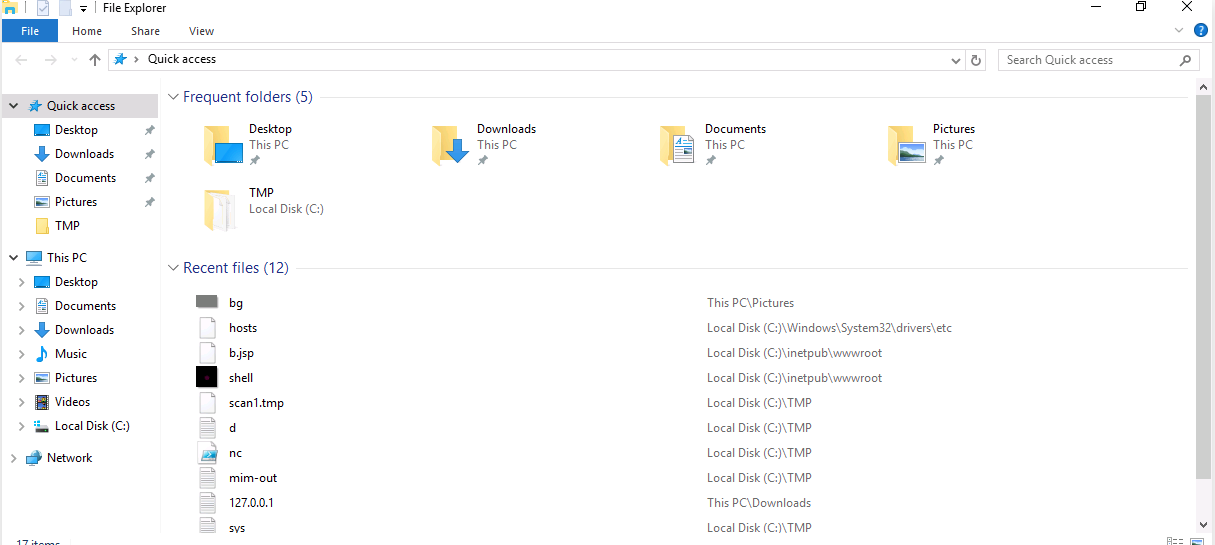 File Explorer
File Home Share View
Quick access
Search Quick access
Quick access
Desktop
Downloads
Documents
Pictures
TMP
This PC
Desktop
Documents
Downloads
Music
Pictures
Videos
Local Disk (C:)
Network
Frequent folders (5)
Desktop
This PC
Downloads
This PC
Documents
This PC
Pictures
This PC
TMP
Local Disk (C:)
Recent files (12)
bg This PC\Pictures
hosts Local Disk (C:)\Windows\System32\drivers\etc
b.jsp Local Disk (C:)\inetpub\wwwroot
shell Local Disk (C:)\inetpub\wwwroot
scan1.tmp Local Disk (C:)\TMP
d Local Disk (C:)\TMP
nc Local Disk (C:)\TMP
mim-out Local Disk (C:)\TMP
127.0.0.1 This PC\Downloads
sys Local Disk (C:)\TMP
17 items